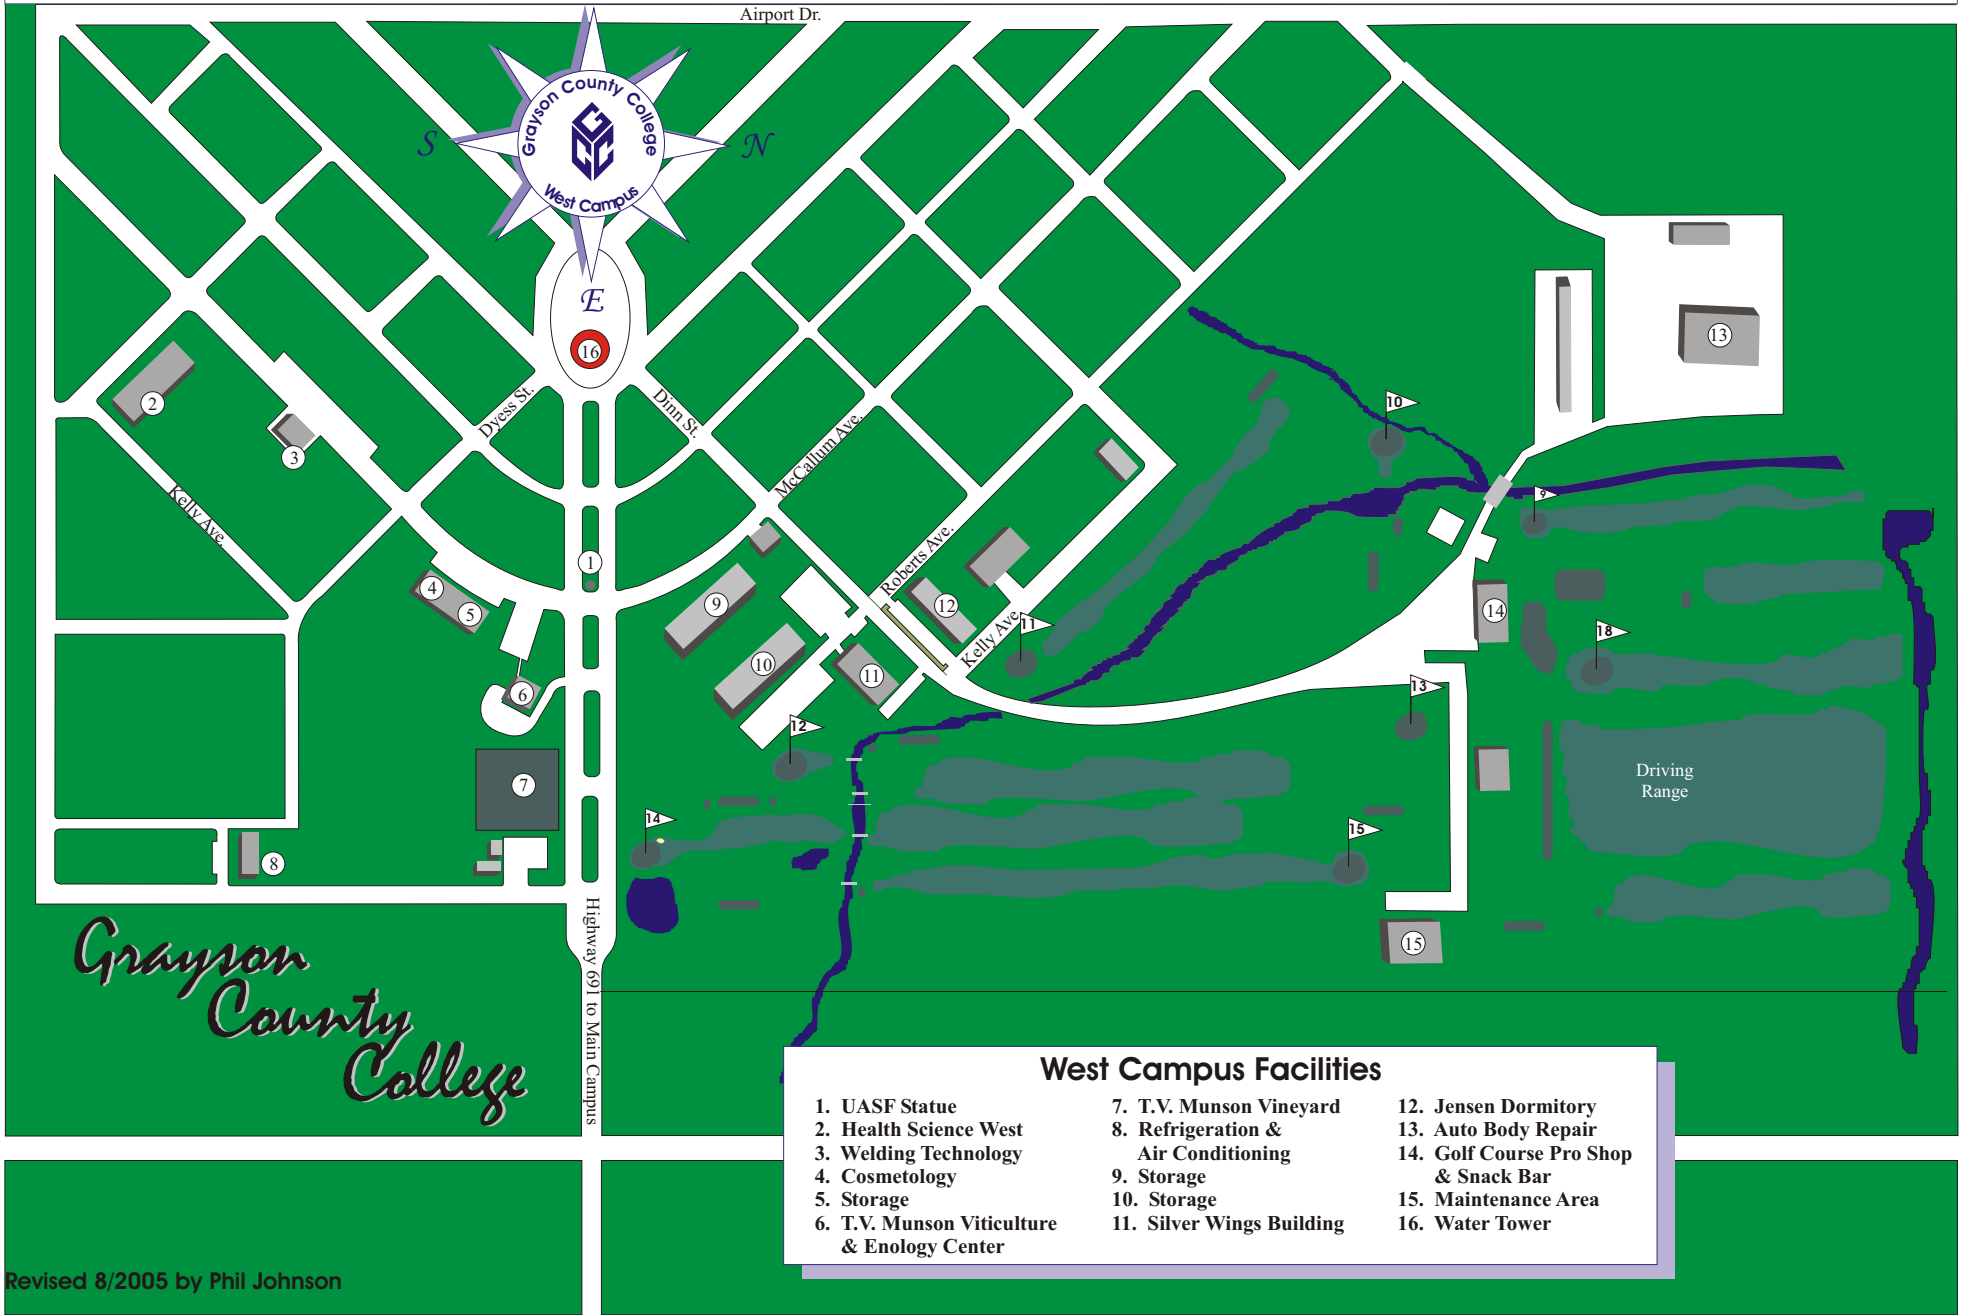 Airport Dr.
Grayson County College
GCC
West Campus
S
N
E
16
Dyess St.
Dinn St.
McCallum Ave.
Roberts Ave.
Kelly Ave.
Kelly Ave.
2
3
1
4
5
6
7
8
9
10
11
12
13
14
15
10
9
11
18
13
12
14
15
Driving
Range
Highway 691 to Main Campus
Grayson
County
College
West Campus Facilities
1. UASF Statue
2. Health Science West
3. Welding Technology
4. Cosmetology
5. Storage
6. T.V. Munson Viticulture
& Enology Center
7. T.V. Munson Vineyard
8. Refrigeration &
Air Conditioning
9. Storage
10. Storage
11. Silver Wings Building
12. Jensen Dormitory
13. Auto Body Repair
14. Golf Course Pro Shop
& Snack Bar
15. Maintenance Area
16. Water Tower
Revised 8/2005 by Phil Johnson